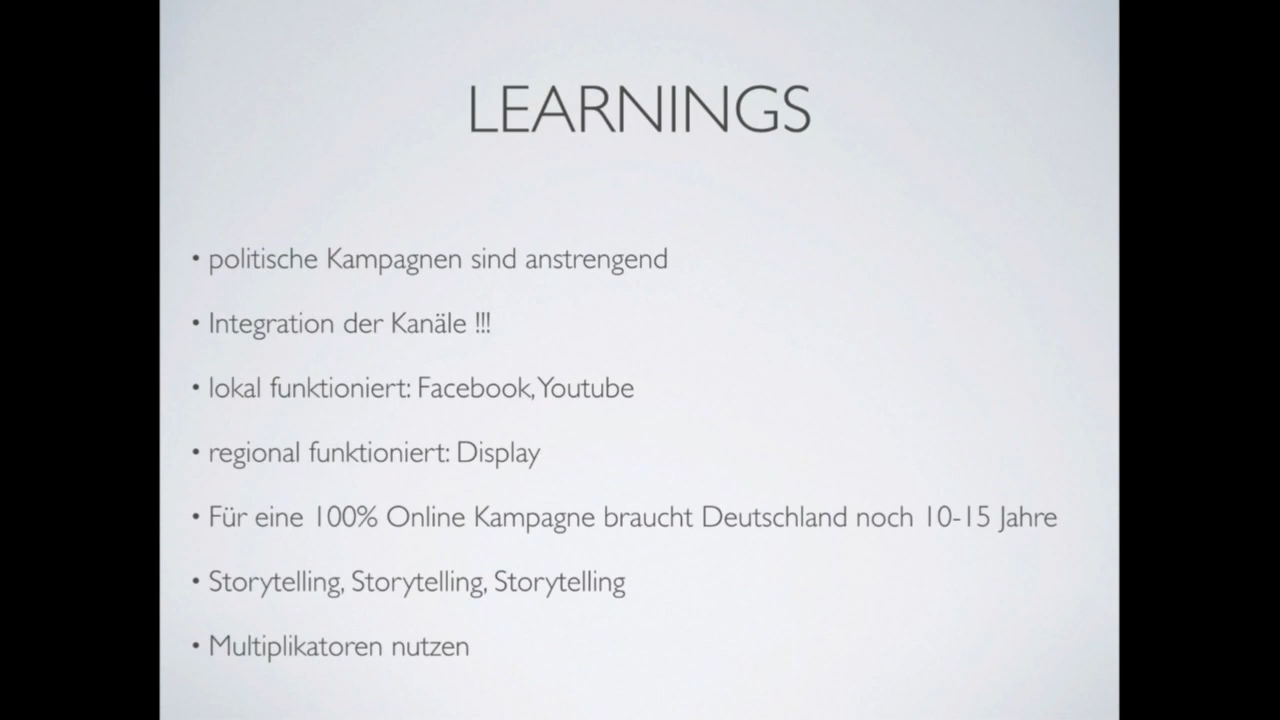 LEARNINGS
• politische Kampagnen sind anstrengend
• Integration der Kanäle !!!
• lokal funktioniert: Facebook, Youtube
• regional funktioniert: Display
• Für eine 100% Online Kampagne braucht Deutschland noch 10-15 Jahre
• Storytelling, Storytelling, Storytelling
• Multiplikatoren nutzen